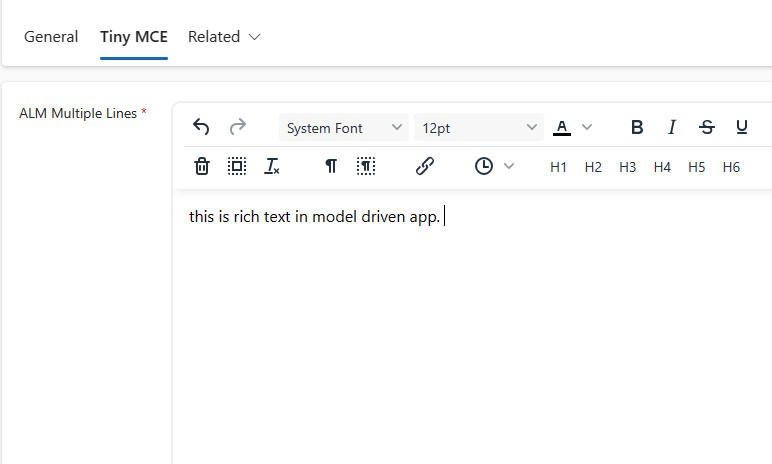 General Tiny MCE Related
ALM Multiple Lines *
System Font 12pt A B I S U
H1 H2 H3 H4 H5 H6
this is rich text in model driven app.